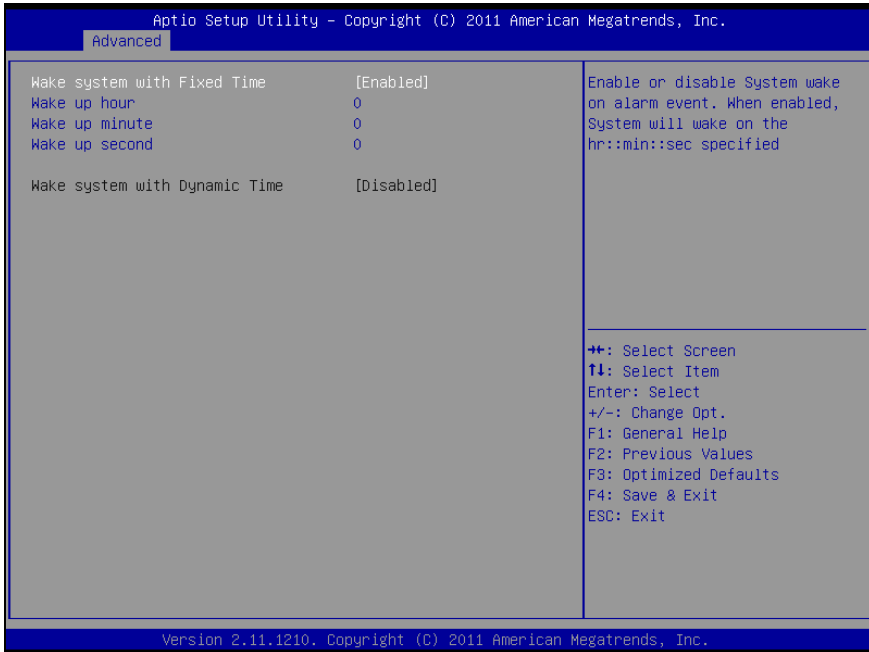 Aptio Setup Utility – Copyright (C) 2011 American Megatrends, Inc.
Advanced
Wake system with Fixed Time [Enabled]
Wake up hour 0
Wake up minute 0
Wake up second 0
Wake system with Dynamic Time [Disabled]
Enable or disable System wake
on alarm event. When enabled,
System will wake on the
hr::min::sec specified
→←: Select Screen
↑↓: Select Item
Enter: Select
+/-: Change Opt.
F1: General Help
F2: Previous Values
F3: Optimized Defaults
F4: Save & Exit
ESC: Exit
Version 2.11.1210. Copyright (C) 2011 American Megatrends, Inc.